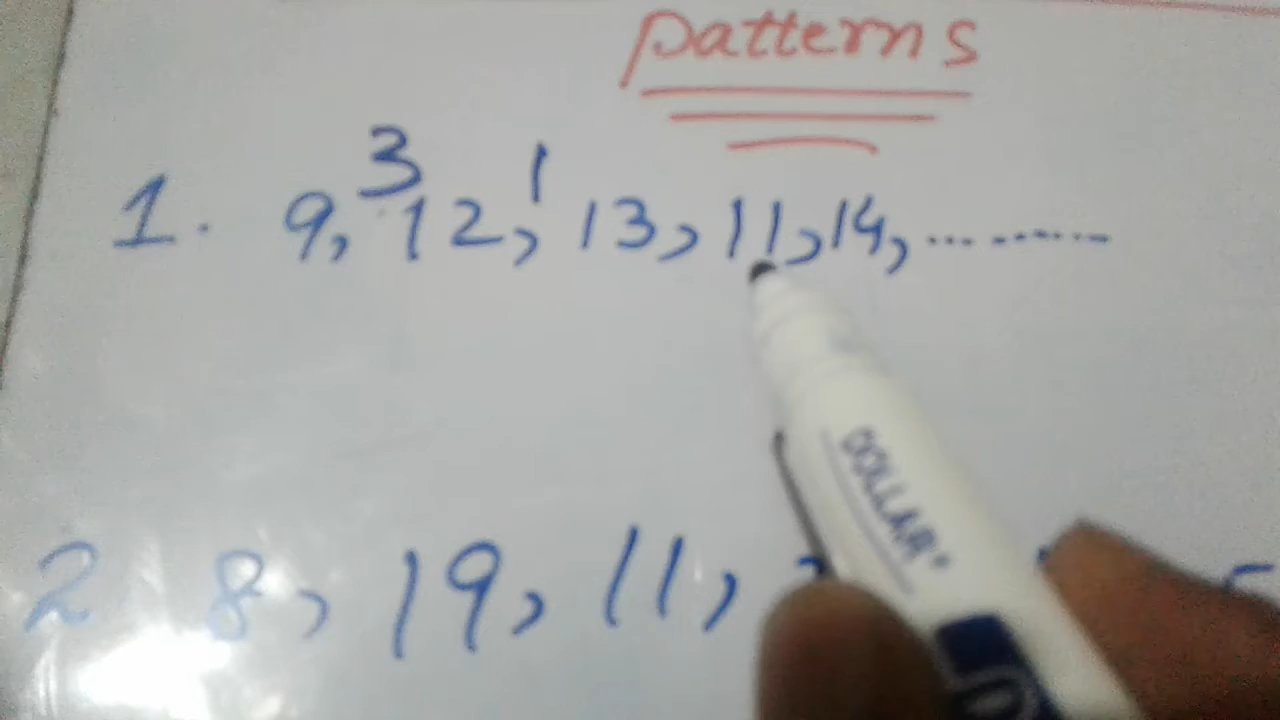 patterns
3 1
1. 9, 12, 13, 11, 14, ...........
DOLLAR
2 8, 19, 11,